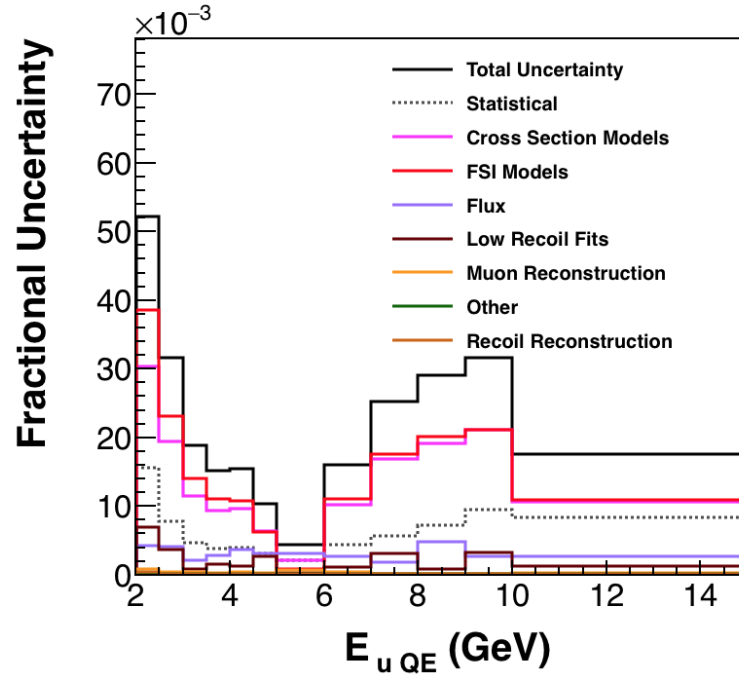 ×10⁻³
Fractional Uncertainty
70
60
50
40
30
20
10
0
Total Uncertainty
Statistical
Cross Section Models
FSI Models
Flux
Low Recoil Fits
Muon Reconstruction
Other
Recoil Reconstruction
2 4 6 8 10 12 14
E u QE (GeV)